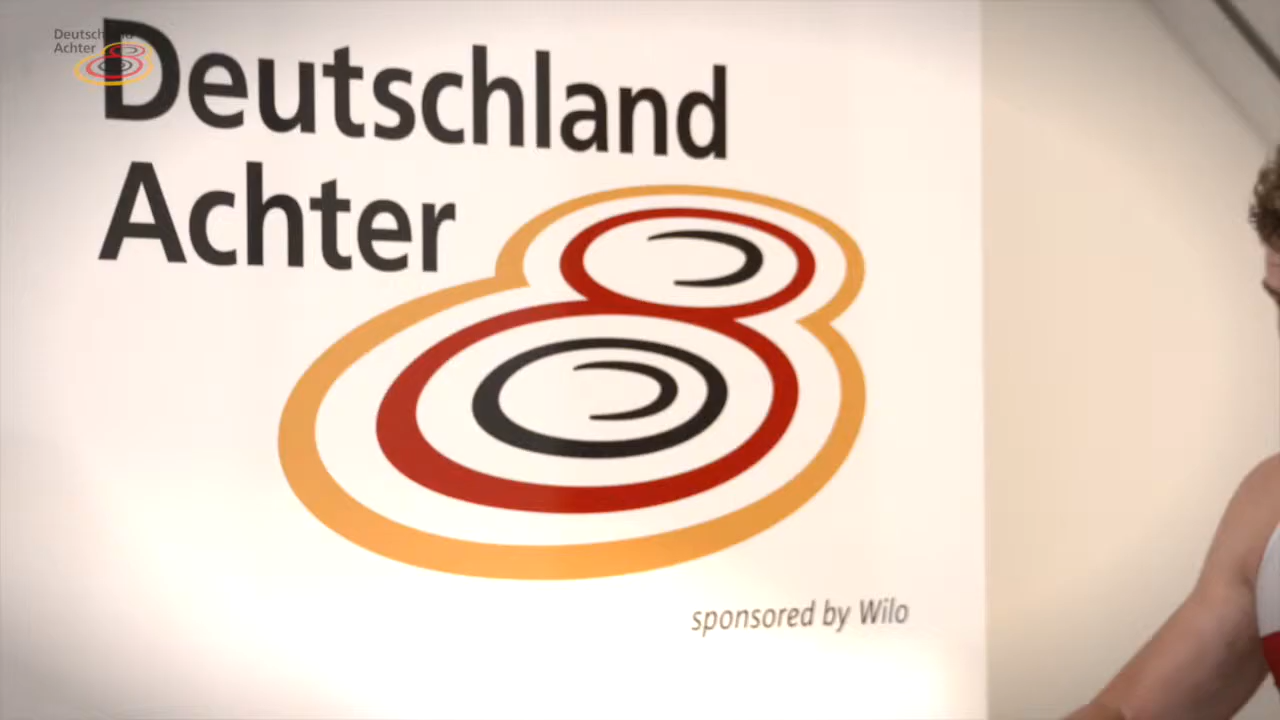 Deutschland
Achter
Deutschland
Achter
sponsored by Wilo